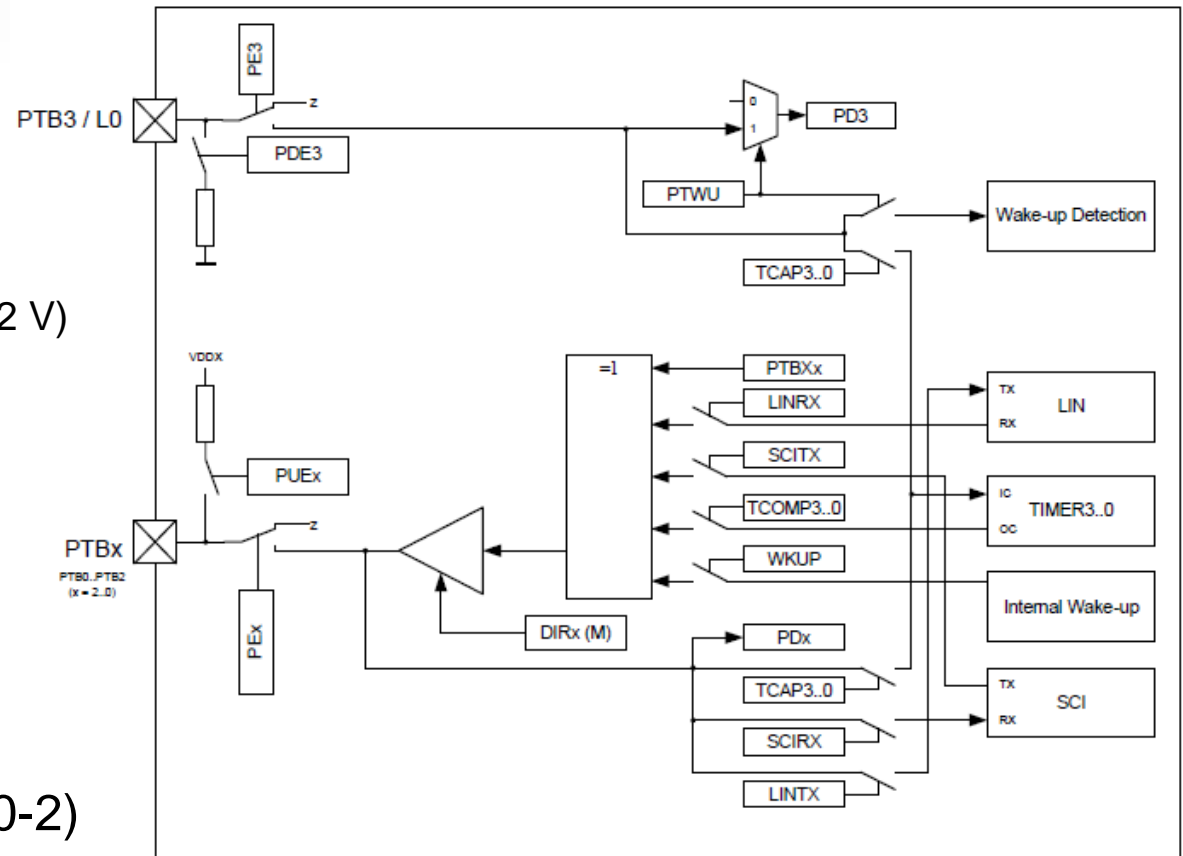 PE3
PTB3 / L0
z
0
1
PD3
PDE3
PTWU
Wake-up Detection
TCAP3..0
2 V)
VDDX
=1
PTBXx
LINRX
TX
LIN
RX
SCITX
PUEx
TCOMP3..0
IC
TIMER3..0
OC
z
PTBx
PTB0..PTB2
(x = 2..0)
WKUP
Internal Wake-up
DIRx (M)
PDx
PEx
TCAP3..0
TX
SCI
RX
SCIRX
LINTX
0-2)